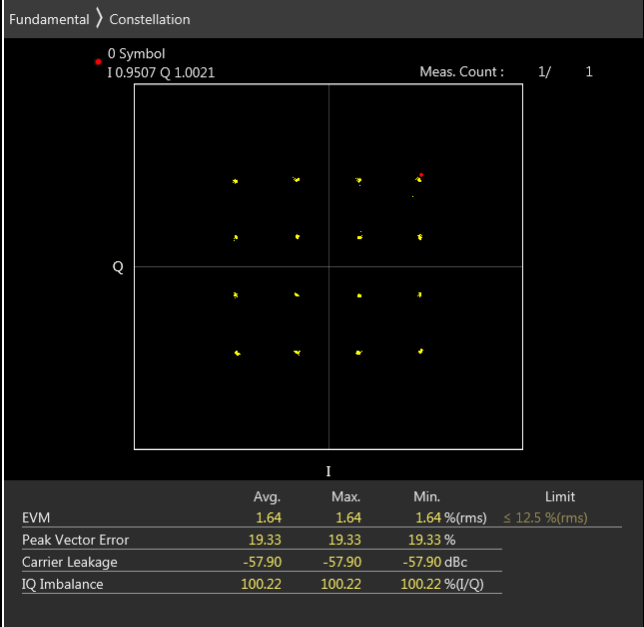 Fundamental 〉 Constellation
0 Symbol
I 0.9507 Q 1.0021
Meas. Count : 1/ 1
Q
I
Avg. Max. Min. Limit
EVM 1.64 1.64 1.64 %(rms) ≤ 12.5 %(rms)
Peak Vector Error 19.33 19.33 19.33 %
Carrier Leakage -57.90 -57.90 -57.90 dBc
IQ Imbalance 100.22 100.22 100.22 %(I/Q)